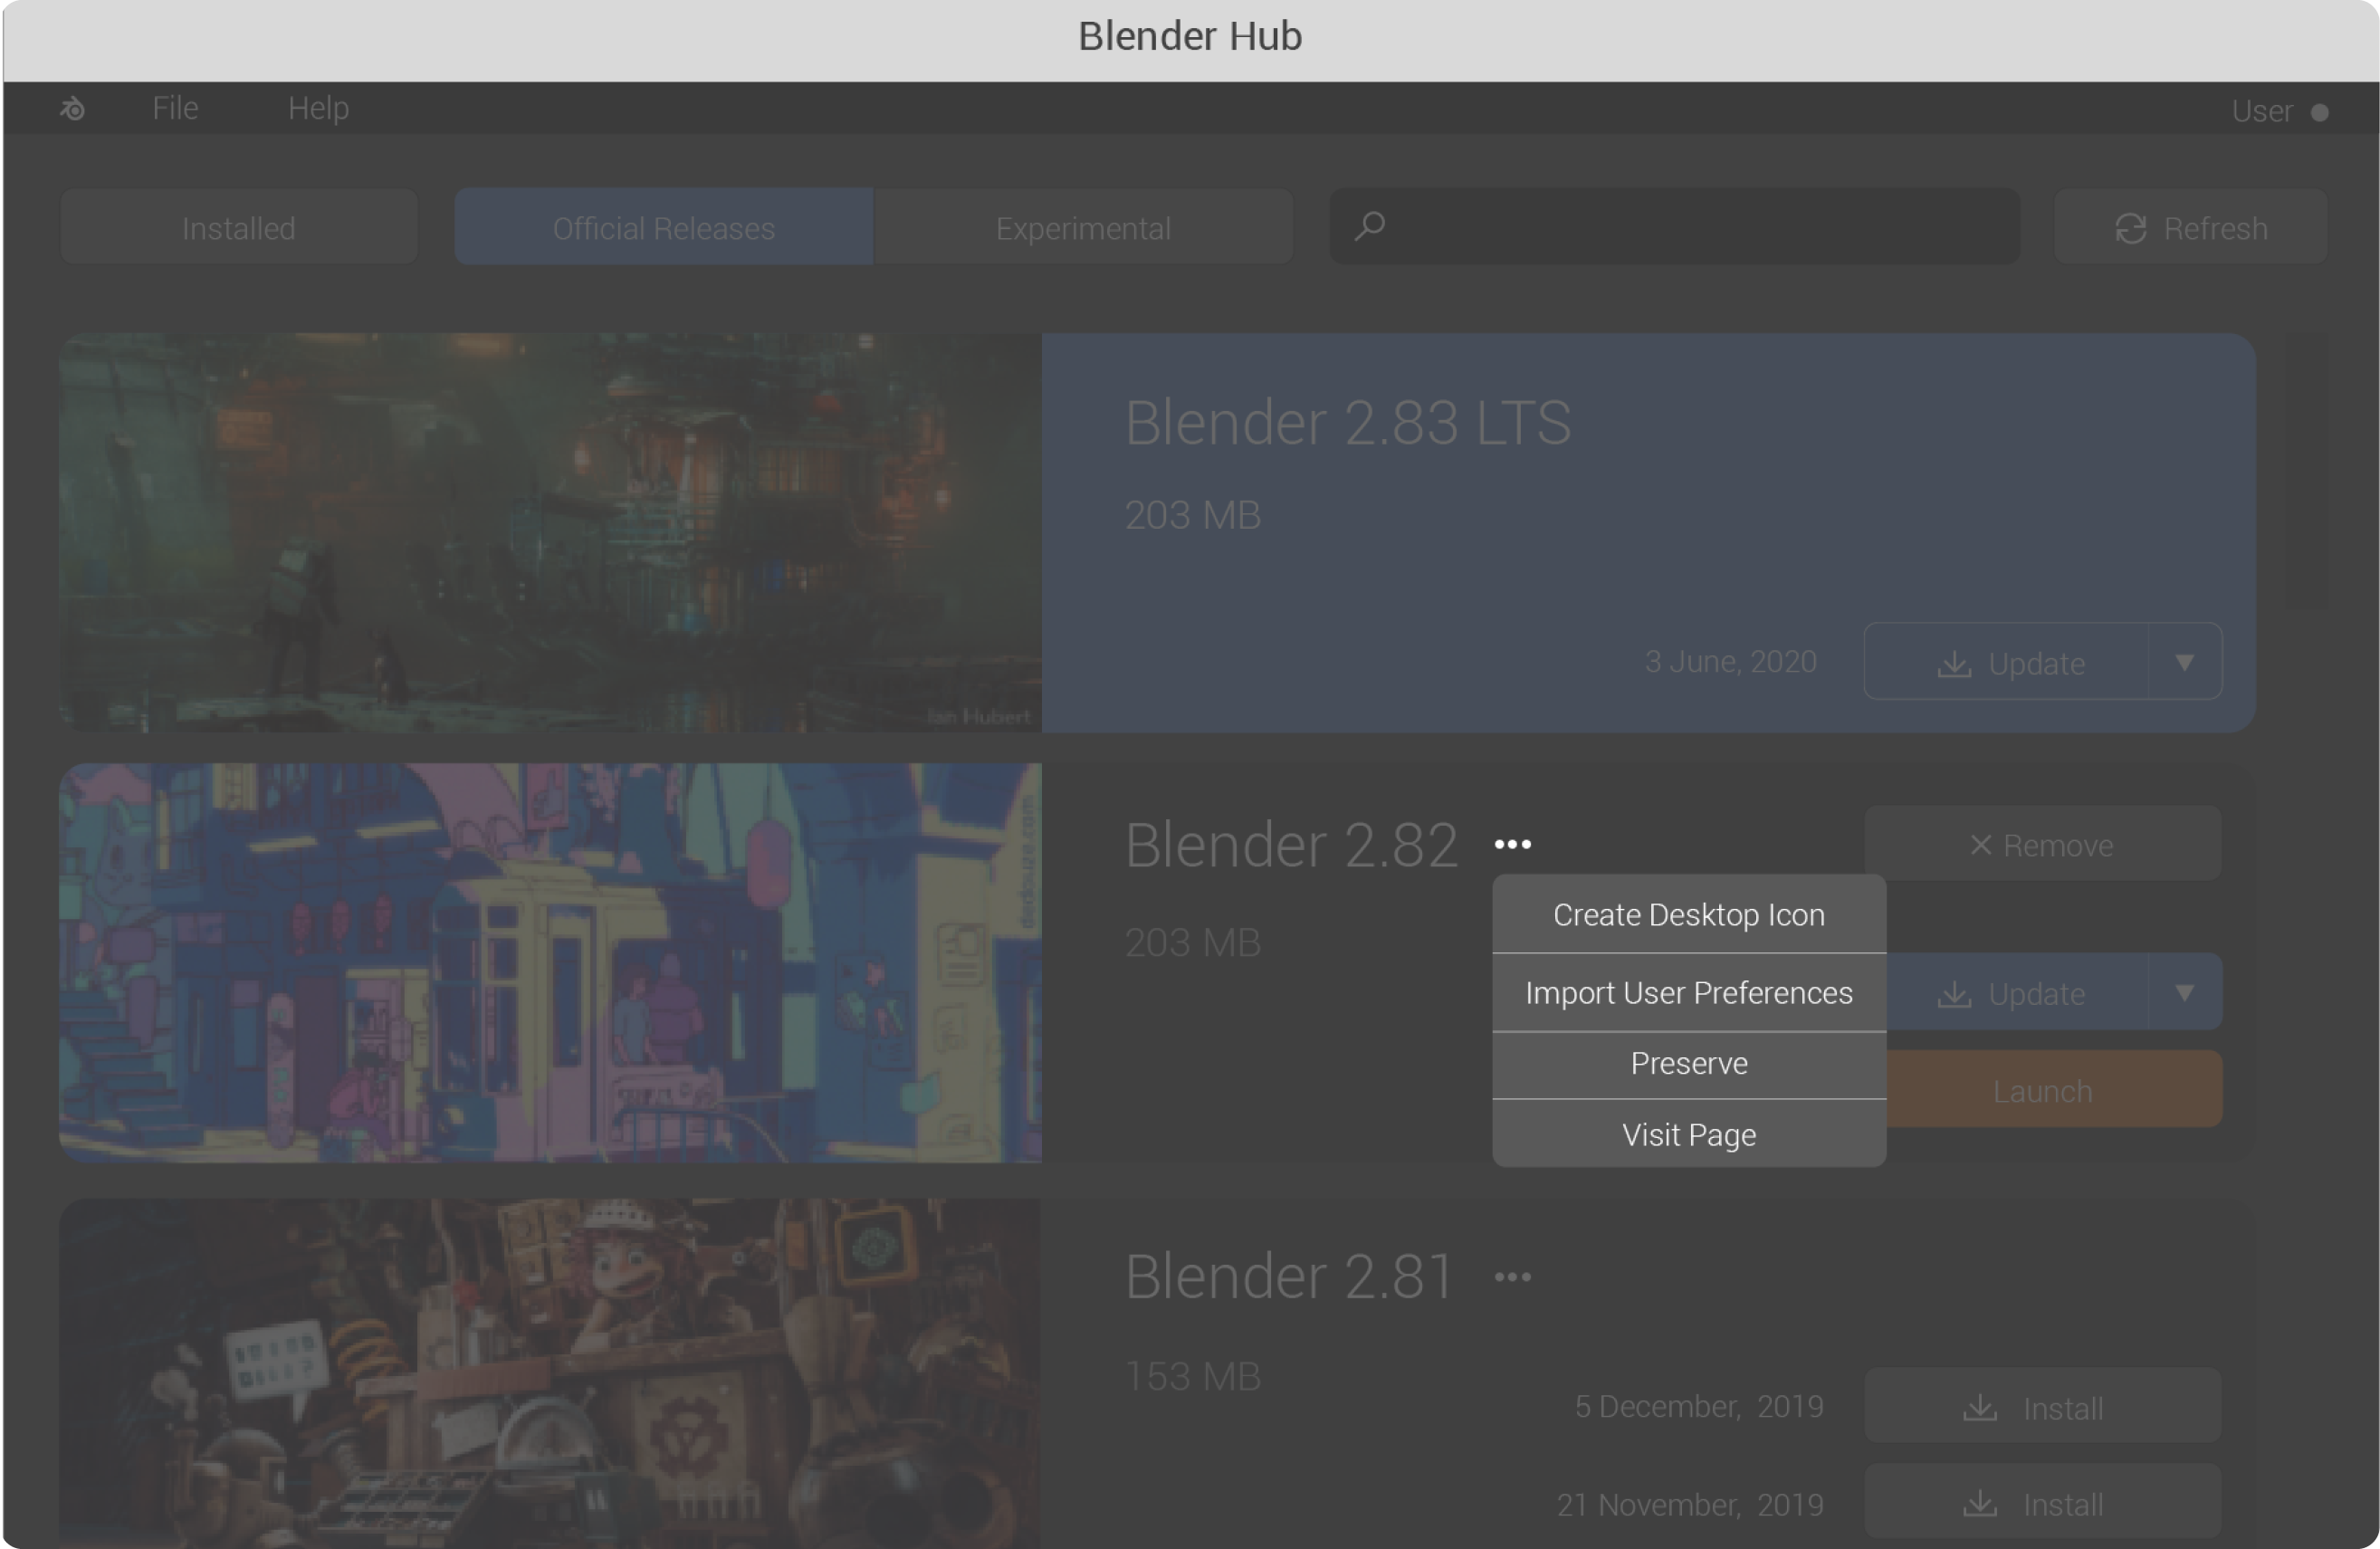 Blender Hub
File Help User
Installed Official Releases Experimental Refresh
Blender 2.83 LTS
203 MB
3 June, 2020 Update
Ian Hubert
dedouze.com
Blender 2.82 Remove
203 MB
Create Desktop Icon
Import User Preferences Update
Preserve
Launch
Visit Page
Blender 2.81
153 MB
5 December, 2019 Install
21 November, 2019 Install